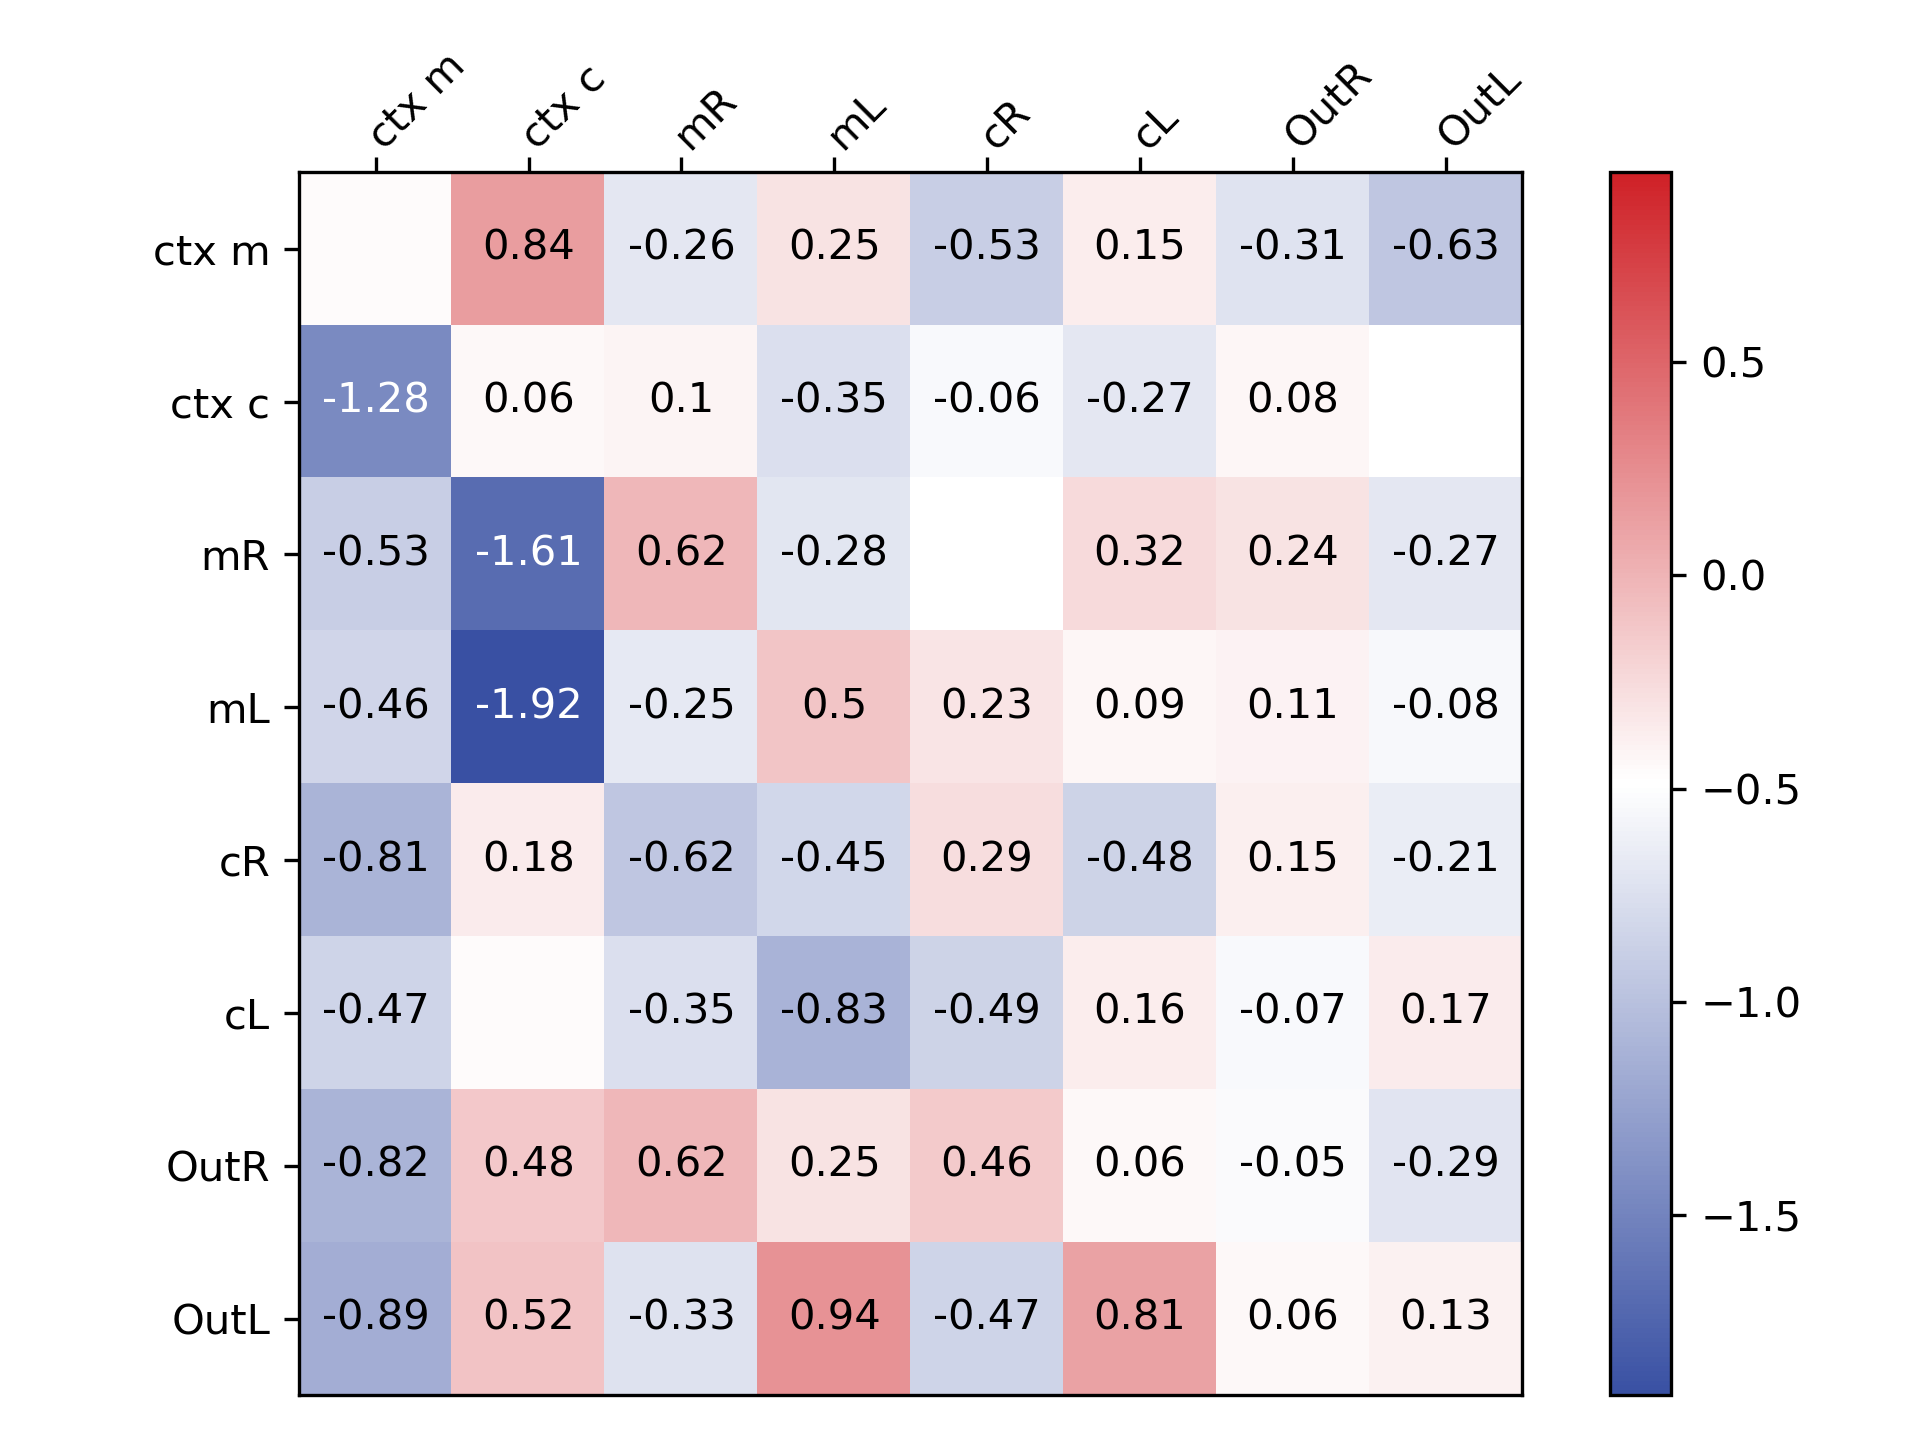 ctx m ctx c mR mL cR cL OutR OutL
ctx m 0.84 -0.26 0.25 -0.53 0.15 -0.31 -0.63
ctx c -1.28 0.06 0.1 -0.35 -0.06 -0.27 0.08
mR -0.53 -1.61 0.62 -0.28 0.32 0.24 -0.27
mL -0.46 -1.92 -0.25 0.5 0.23 0.09 0.11 -0.08
cR -0.81 0.18 -0.62 -0.45 0.29 -0.48 0.15 -0.21
cL -0.47 -0.35 -0.83 -0.49 0.16 -0.07 0.17
OutR -0.82 0.48 0.62 0.25 0.46 0.06 -0.05 -0.29
OutL -0.89 0.52 -0.33 0.94 -0.47 0.81 0.06 0.13
0.5
0.0
−0.5
−1.0
−1.5